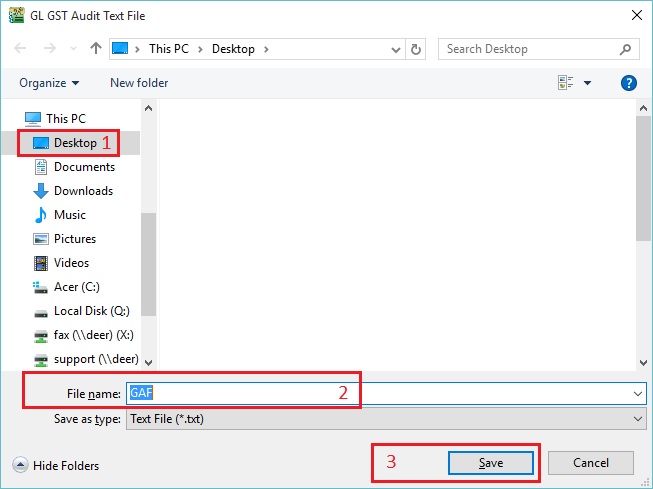 GL GST Audit Text File
This PC > Desktop >
Search Desktop
Organize
New folder
?
This PC
Desktop 1
Documents
Downloads
Music
Pictures
Videos
Acer (C:)
Local Disk (Q:)
fax (\\deer) (X:)
support (\\deer)
File name: GAF 2
Save as type: Text File (*.txt)
Hide Folders
3 Save
Cancel